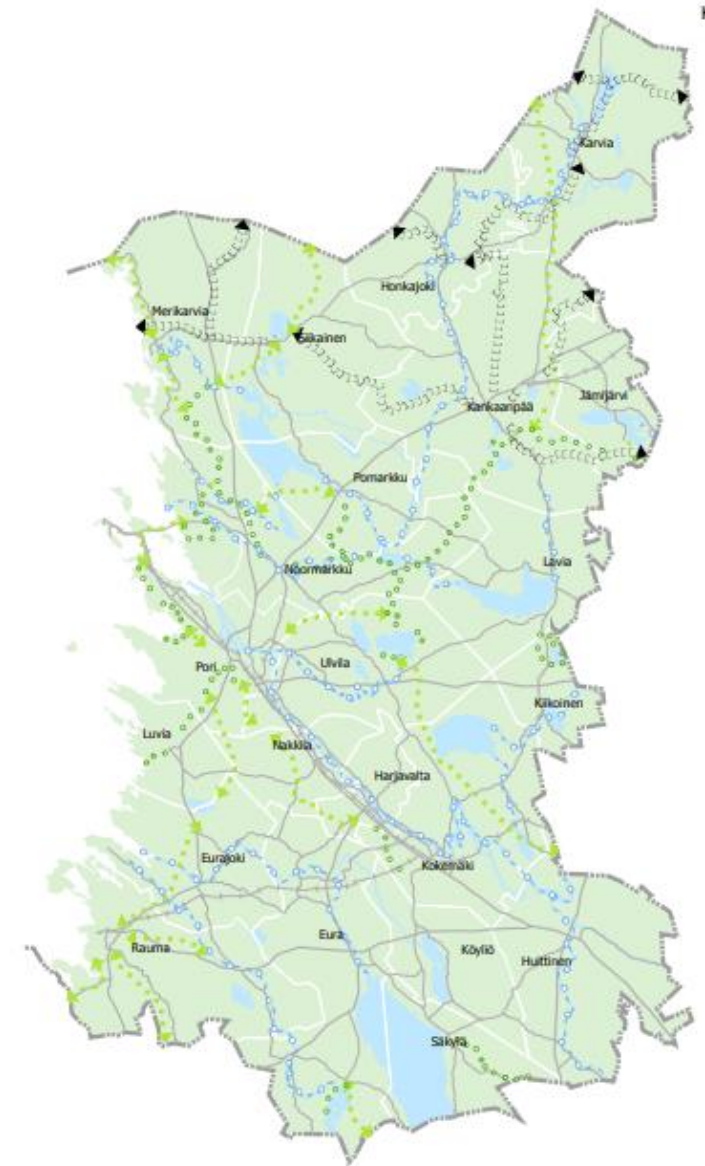 Karvia
Honkajoki
Merikarvia
Siikainen
Kankaanpää
Jämijärvi
Pomarkku
Noormarkku
Lavia
Ulvila
Pori
Kiikoinen
Luvia
Nakkila
Harjavalta
Eurajoki
Kokemäki
Eura
Rauma
Köyliö
Huittinen
Säkylä